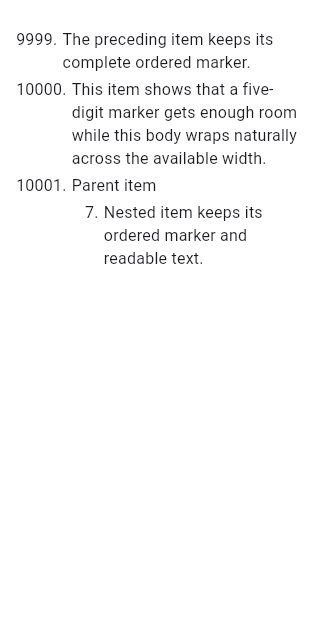 9999. The preceding item keeps its
complete ordered marker.
10000. This item shows that a five-
digit marker gets enough room
while this body wraps naturally
across the available width.
10001. Parent item
7. Nested item keeps its
ordered marker and
readable text.